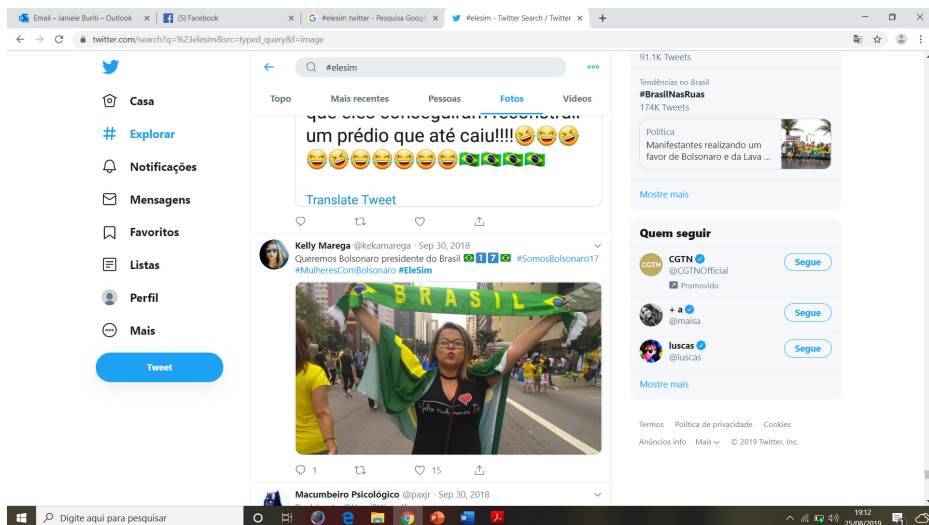 Email – Janiele Buriti – Outlook
(5) Facebook
#elesim twitter - Pesquisa Googl
#elesim - Twitter Search / Twitter
twitter.com/search?q=%23elesim&src=typed_query&f=image
Casa
Explorar
Notificações
Mensagens
Favoritos
Listas
Perfil
Mais
Tweet
#elesim
Topo
Mais recentes
Pessoas
Fotos
Vídeos
que eles conseguiram reconstruir
um prédio que até caiu!!!!🤣😂🤣
😂🤣😂😂😂😂😂🇧🇷🇧🇷🇧🇷🇧🇷
Translate Tweet
Kelly Marega @kekamarega · Sep 30, 2018
Queremos Bolsonaro presidente do Brasil 🇧🇷1️⃣7️⃣🇧🇷 #SomosBolsonaro17
#MulheresComBolsonaro #EleSim
BRASIL
1
15
Macumbeiro Psicológico @paxjr · Sep 30, 2018
91.1K Tweets
Tendências no Brasil
#BrasilNasRuas
174K Tweets
Política
Manifestantes realizando um
favor de Bolsonaro e da Lava ...
Mostre mais
Quem seguir
CGTN
CGTN
@CGTNOfficial
Promovido
Segue
+ a
@maisa
Segue
luscas
@luscas
Segue
Mostre mais
Termos Política de privacidade Cookies
Anúncios info Mais © 2019 Twitter, Inc.
Digite aqui para pesquisar
19:12
25/08/2019